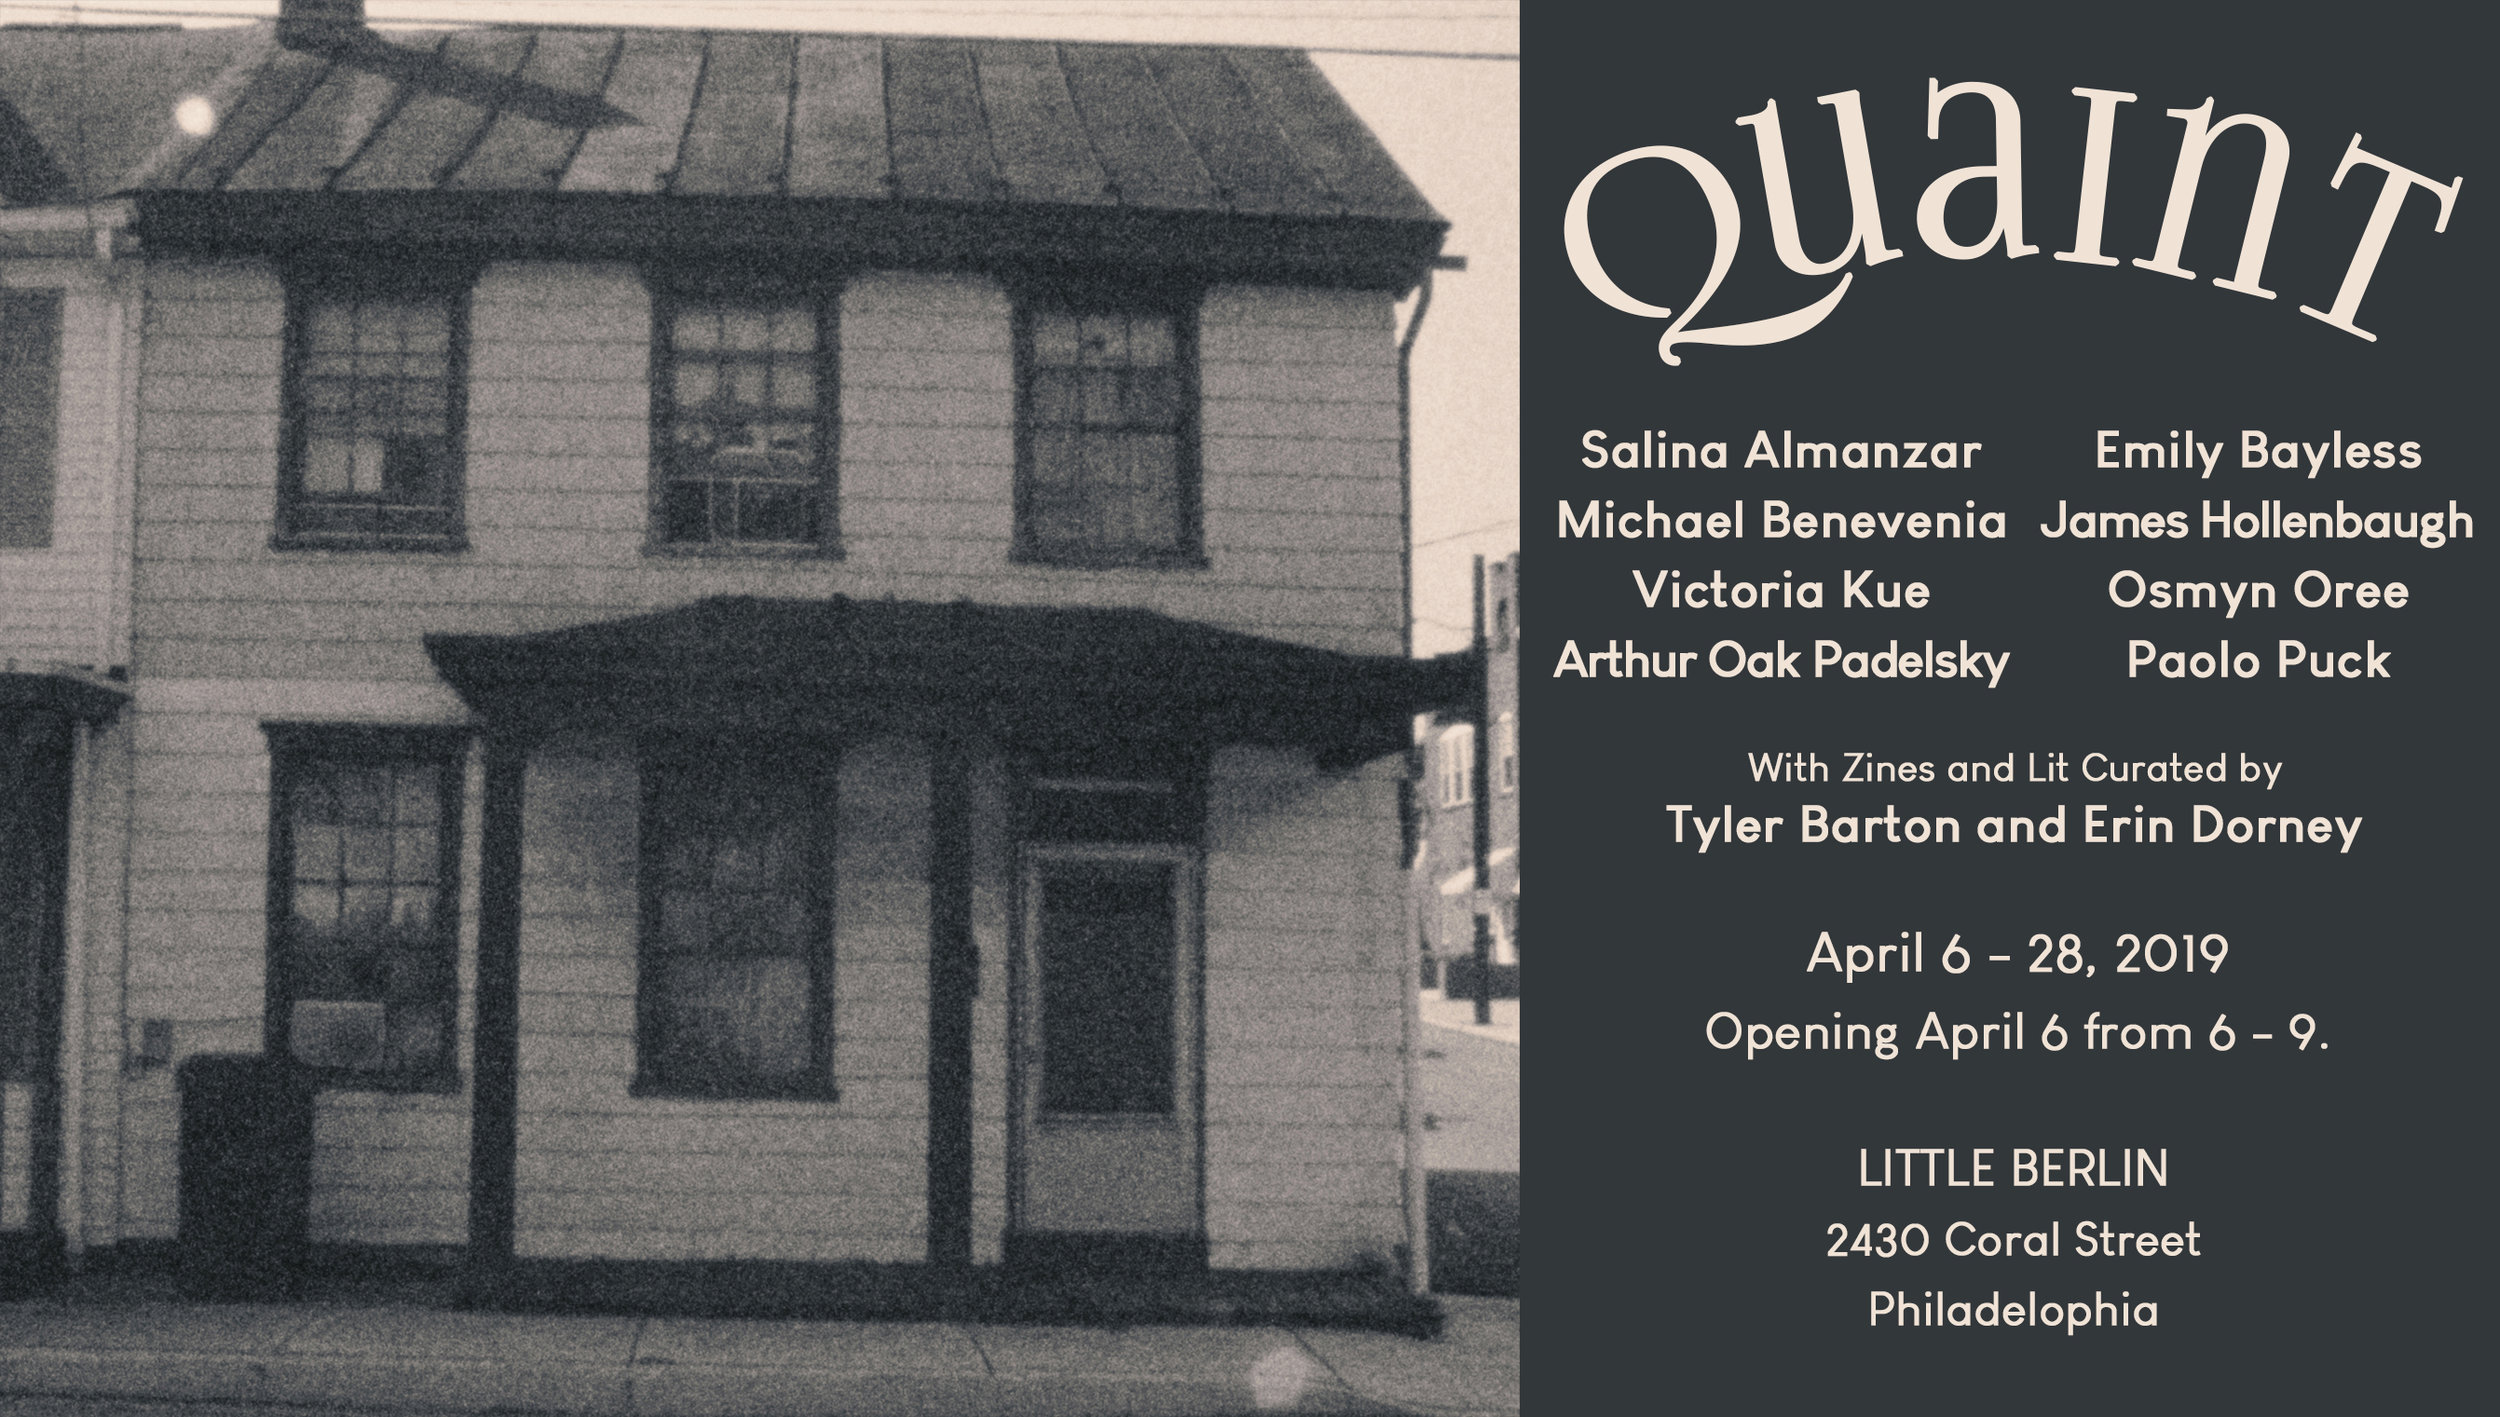 QuaInT
Salina Almanzar
Emily Bayless
Michael Benevenia
James Hollenbaugh
Victoria Kue
Osmyn Oree
Arthur Oak Padelsky
Paolo Puck
With Zines and Lit Curated by
Tyler Barton and Erin Dorney
April 6 – 28, 2019
Opening April 6 from 6 – 9.
LITTLE BERLIN
2430 Coral Street
Philadelophia